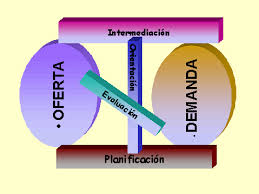 Intermediación
• OFERTA
Orientación
Evaluación
• DEMANDA
Planificación